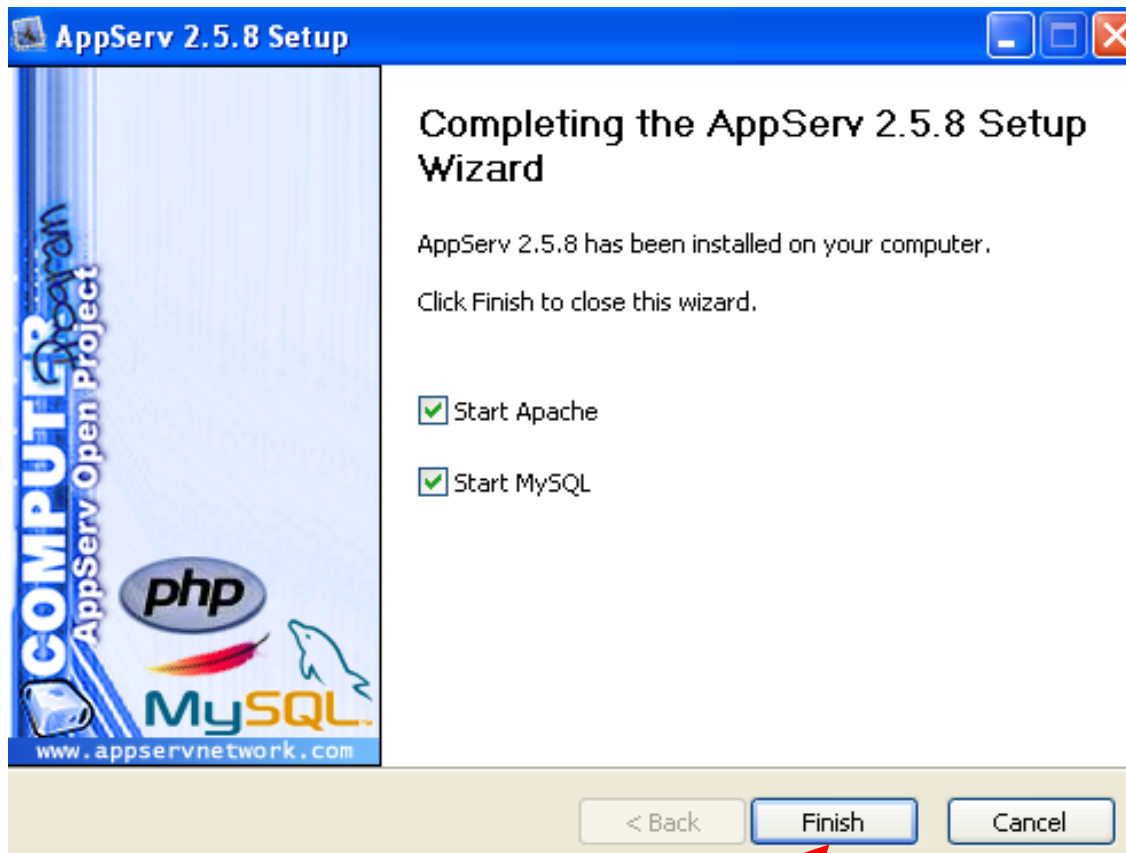 AppServ 2.5.8 Setup
Completing the AppServ 2.5.8 Setup
Wizard
AppServ 2.5.8 has been installed on your computer.
Click Finish to close this wizard.
Start Apache
Start MySQL
COMPUTER
Program
AppServ Open Project
php
MySQL
www.appservnetwork.com
< Back
Finish
Cancel